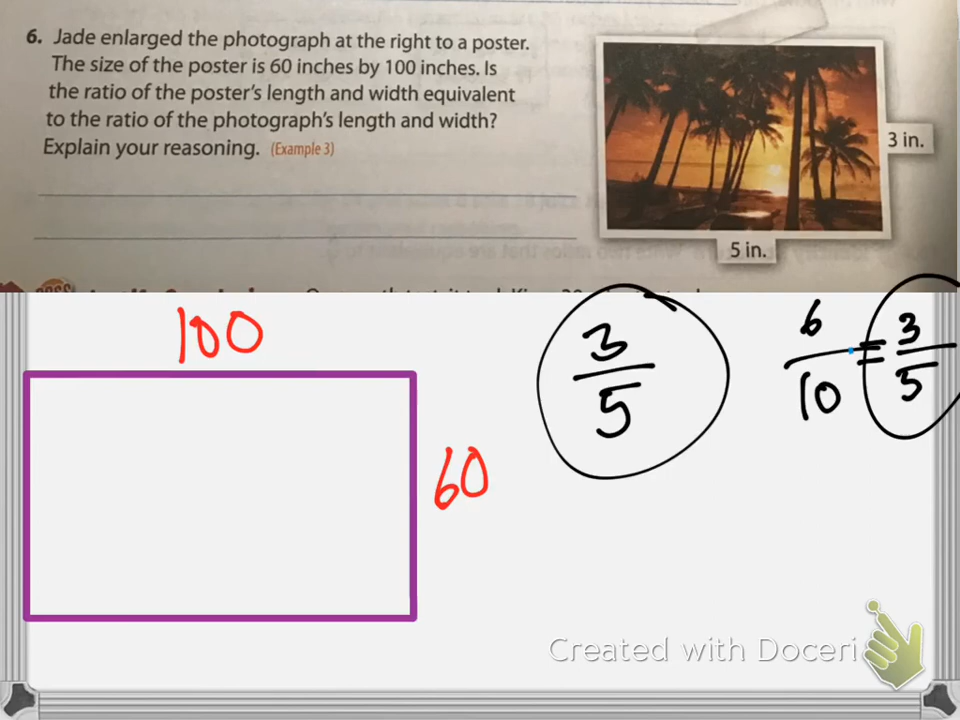 6. Jade enlarged the photograph at the right to a poster.
The size of the poster is 60 inches by 100 inches. Is
the ratio of the poster's length and width equivalent
to the ratio of the photograph's length and width?
Explain your reasoning. (Example 3)
3 in.
5 in.
100
60
3
5
6
10
=
3
5
Created with Doceri